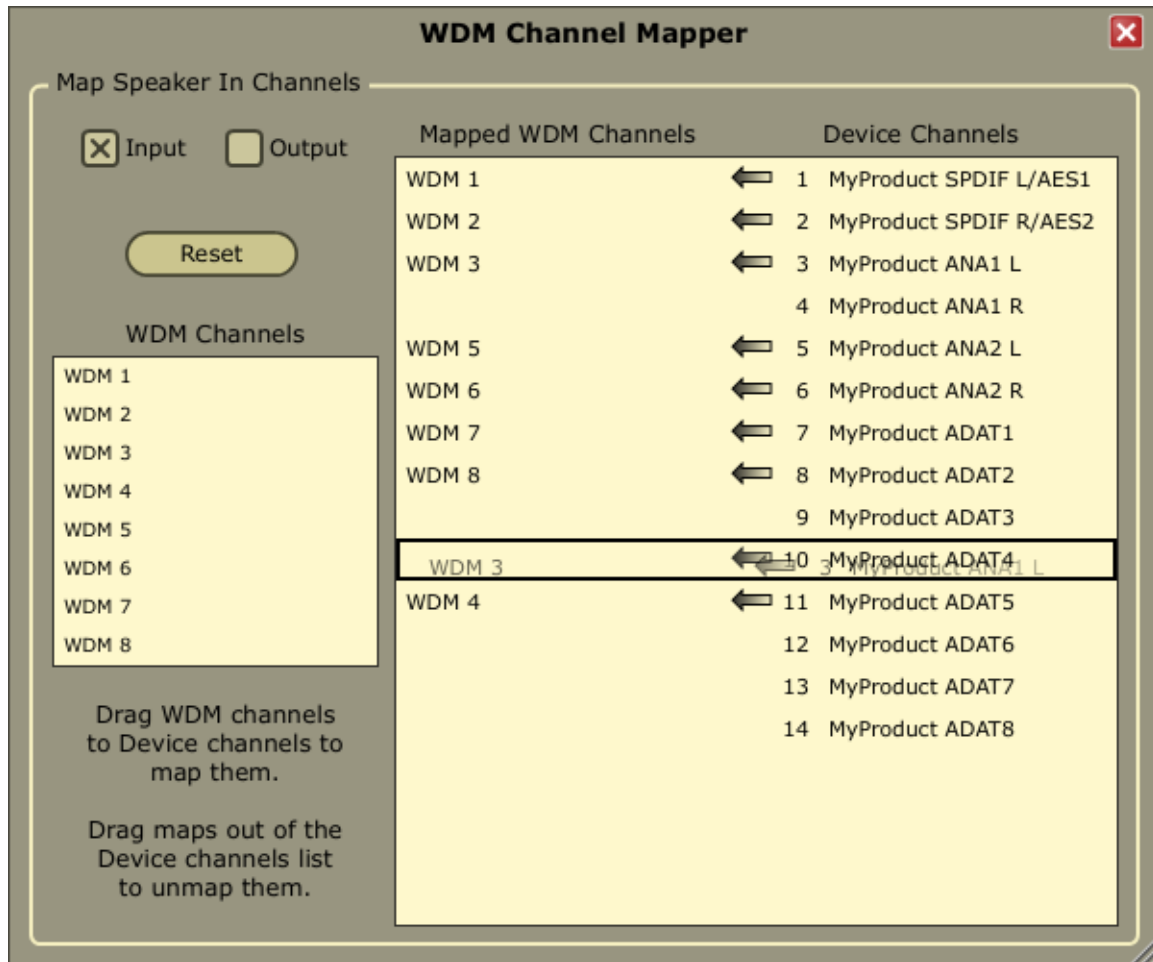 WDM Channel Mapper
Map Speaker In Channels
Input Output
Reset
WDM Channels
WDM 1
WDM 2
WDM 3
WDM 4
WDM 5
WDM 6
WDM 7
WDM 8
Drag WDM channels
to Device channels to
map them.
Drag maps out of the
Device channels list
to unmap them.
Mapped WDM Channels Device Channels
WDM 1 1 MyProduct SPDIF L/AES1
WDM 2 2 MyProduct SPDIF R/AES2
WDM 3 3 MyProduct ANA1 L
4 MyProduct ANA1 R
WDM 5 5 MyProduct ANA2 L
WDM 6 6 MyProduct ANA2 R
WDM 7 7 MyProduct ADAT1
WDM 8 8 MyProduct ADAT2
9 MyProduct ADAT3
10 MyProduct ADAT4
WDM 3 3 MyProduct ANA1 L
WDM 4 11 MyProduct ADAT5
12 MyProduct ADAT6
13 MyProduct ADAT7
14 MyProduct ADAT8